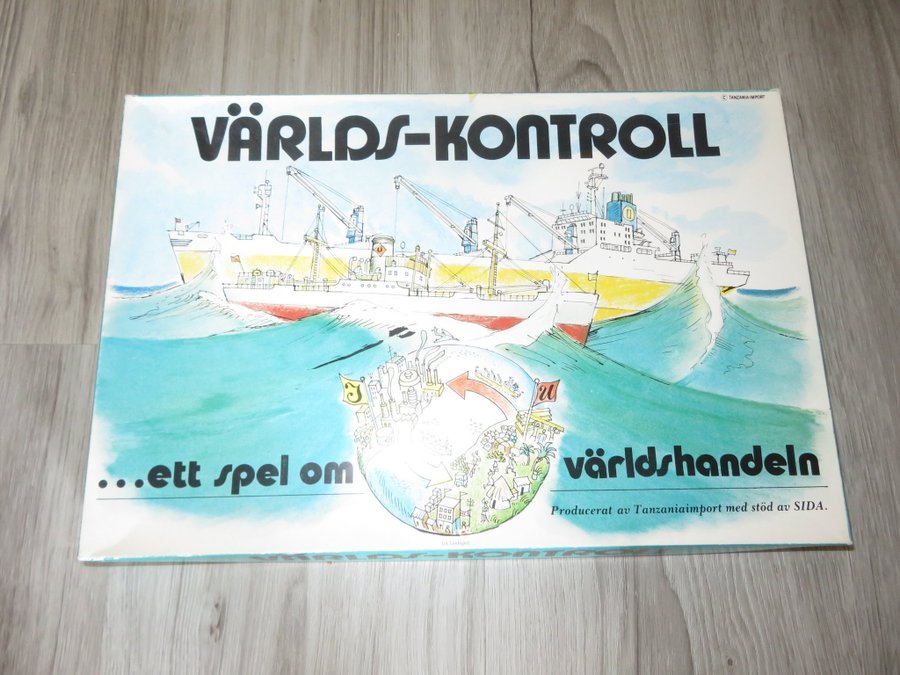 © TANZANIA-IMPORT
VÄRLDS-KONTROLL
J
U
...ett spel om
världshandeln
Producerat av Tanzaniaimport med stöd av SIDA.
VÄRLDS-KONTROLL